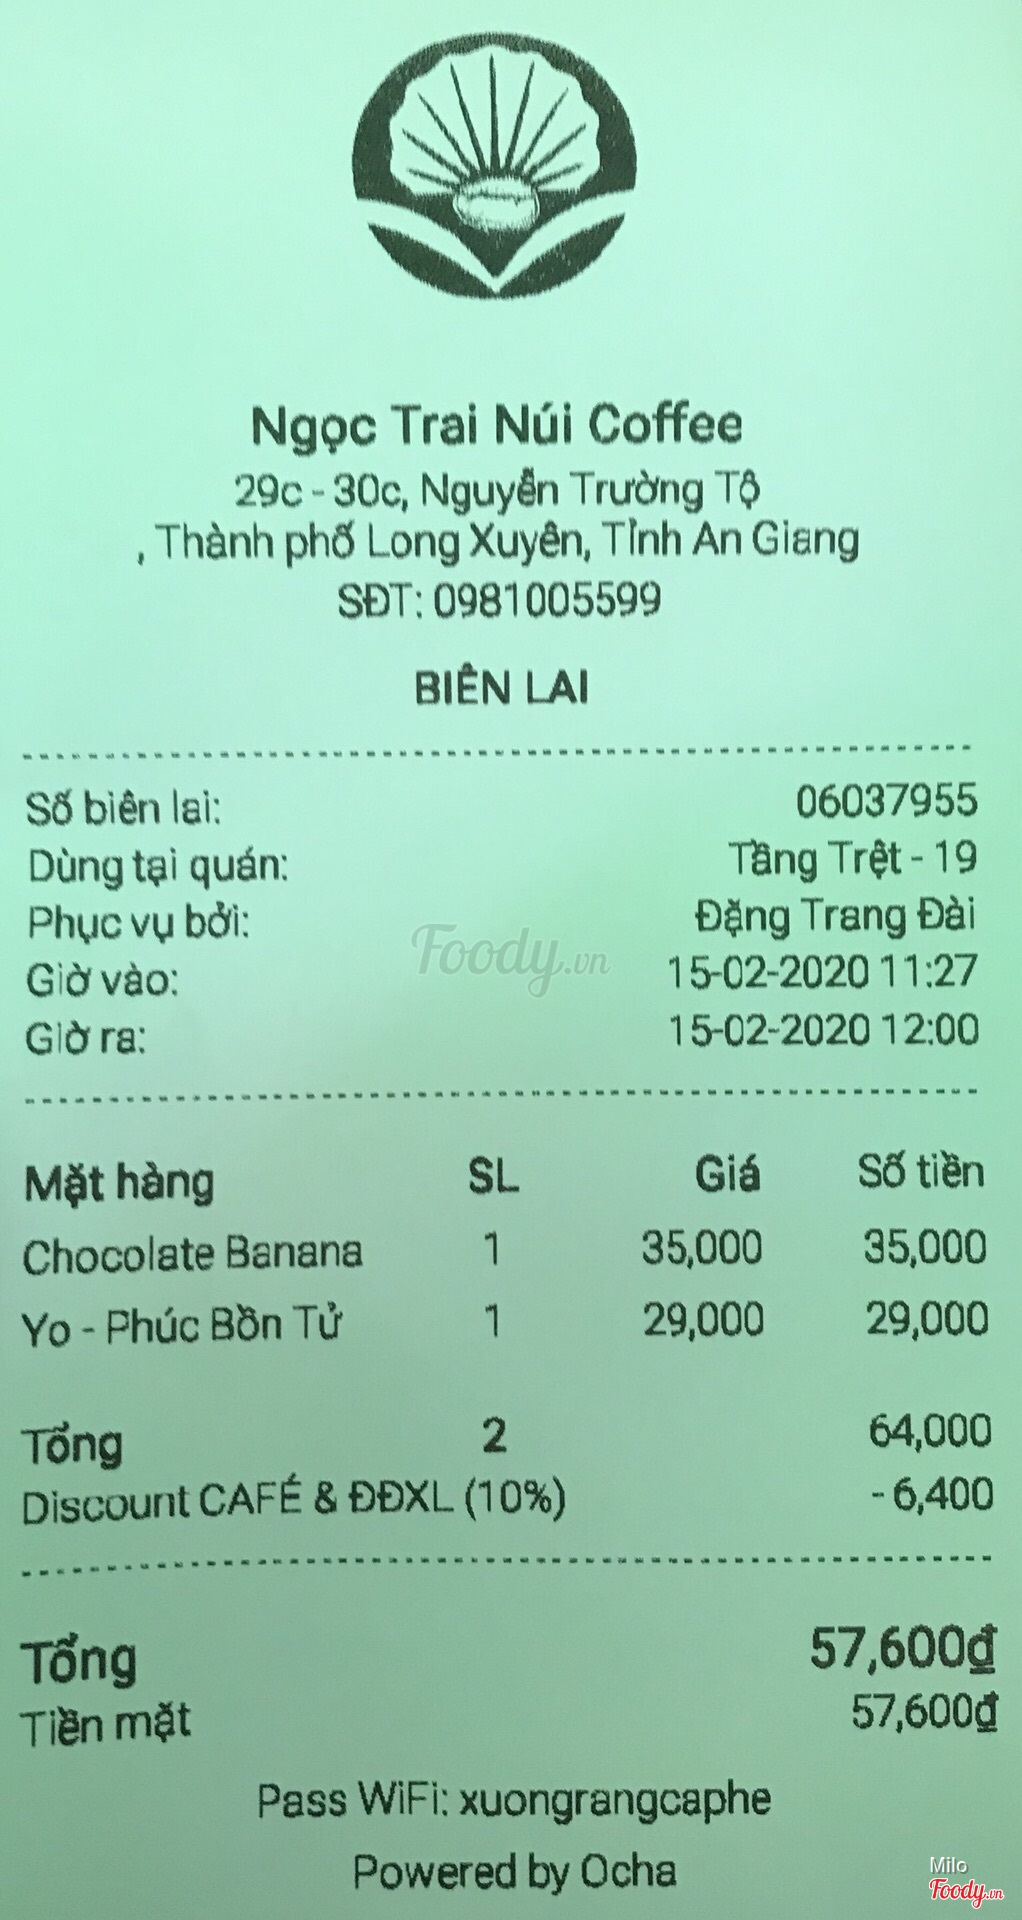 Ngọc Trai Núi Coffee
29c - 30c, Nguyễn Trường Tộ
, Thành phố Long Xuyên, Tỉnh An Giang
SĐT: 0981005599
BIÊN LAI
Số biên lai: 06037955
Dùng tại quán: Tầng Trệt - 19
Phục vụ bởi: Đặng Trang Đài
Foody.vn
Giờ vào: 15-02-2020 11:27
Giờ ra: 15-02-2020 12:00
Mặt hàng SL Giá Số tiền
Chocolate Banana 1 35,000 35,000
Yo - Phúc Bồn Tử 1 29,000 29,000
Tổng 2 64,000
Discount CAFÉ & ĐĐXL (10%) - 6,400
Tổng 57,600₫
Tiền mặt 57,600₫
Pass WiFi: xuongrangcaphe
Powered by Ocha
Milo
Foody.vn